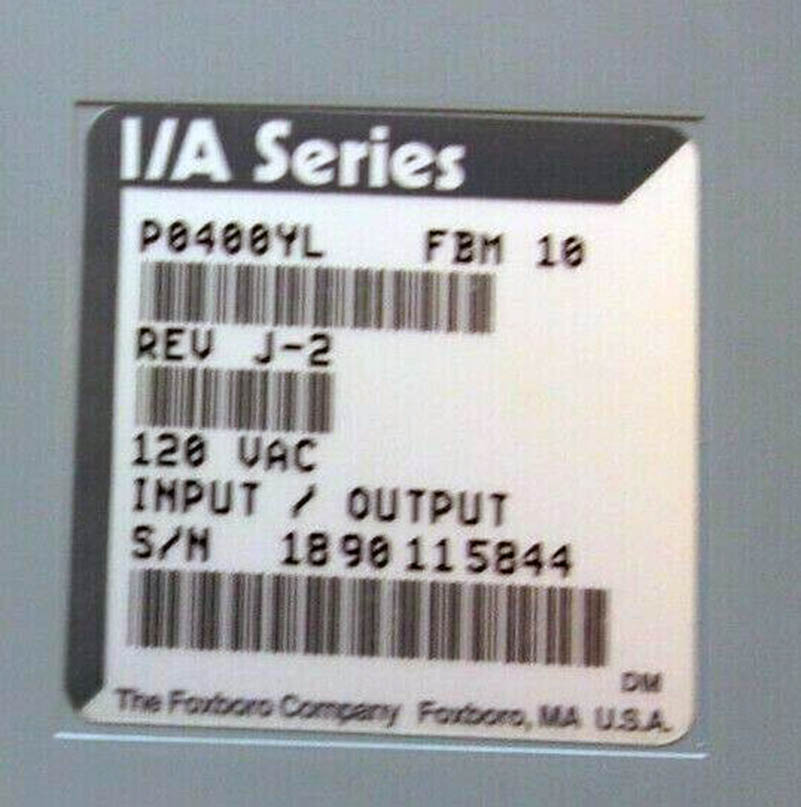 I/A Series
P0400YL FBM 10
REV J-2
120 VAC
INPUT / OUTPUT
S/N 1890115844
DM
The Foxboro Company Foxboro, MA U.S.A.